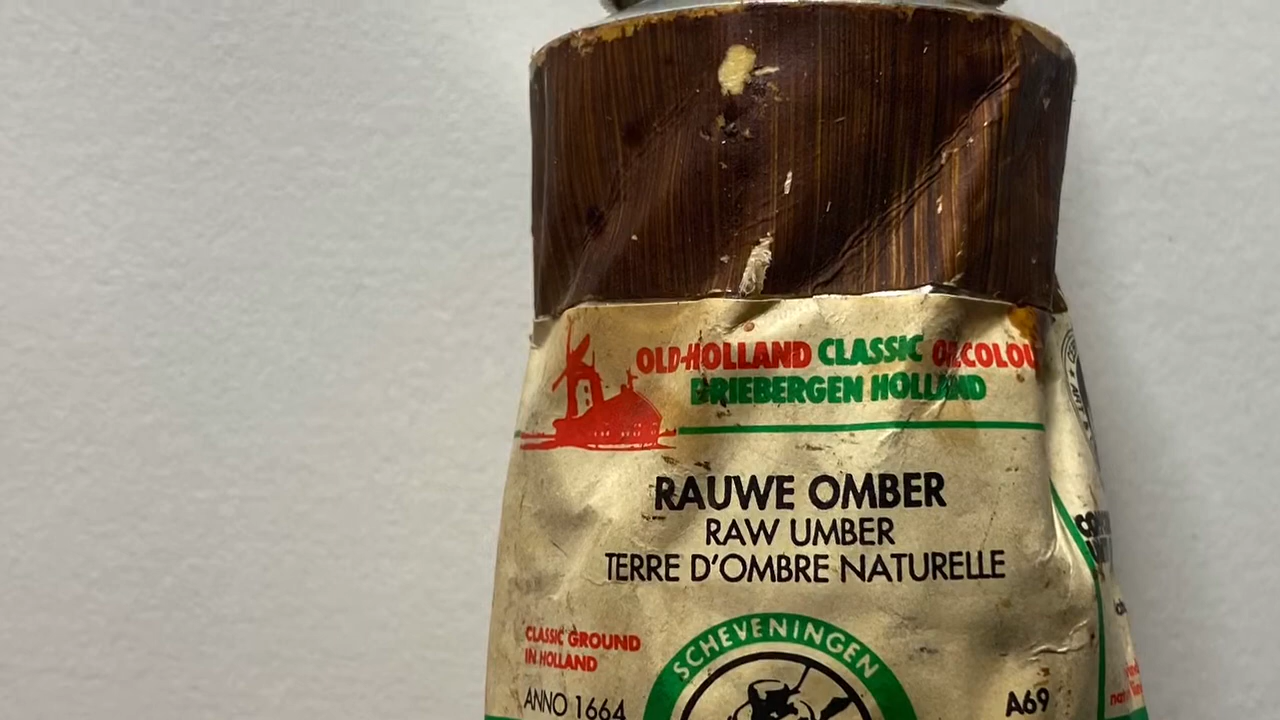 OLD-HOLLAND CLASSIC OILCOLOU
DRIEBERGEN HOLLAND
RAUWE OMBER
RAW UMBER
TERRE D'OMBRE NATURELLE
CLASSIC GROUND
IN HOLLAND
ANNO 1664
SCHEVENINGEN
A69